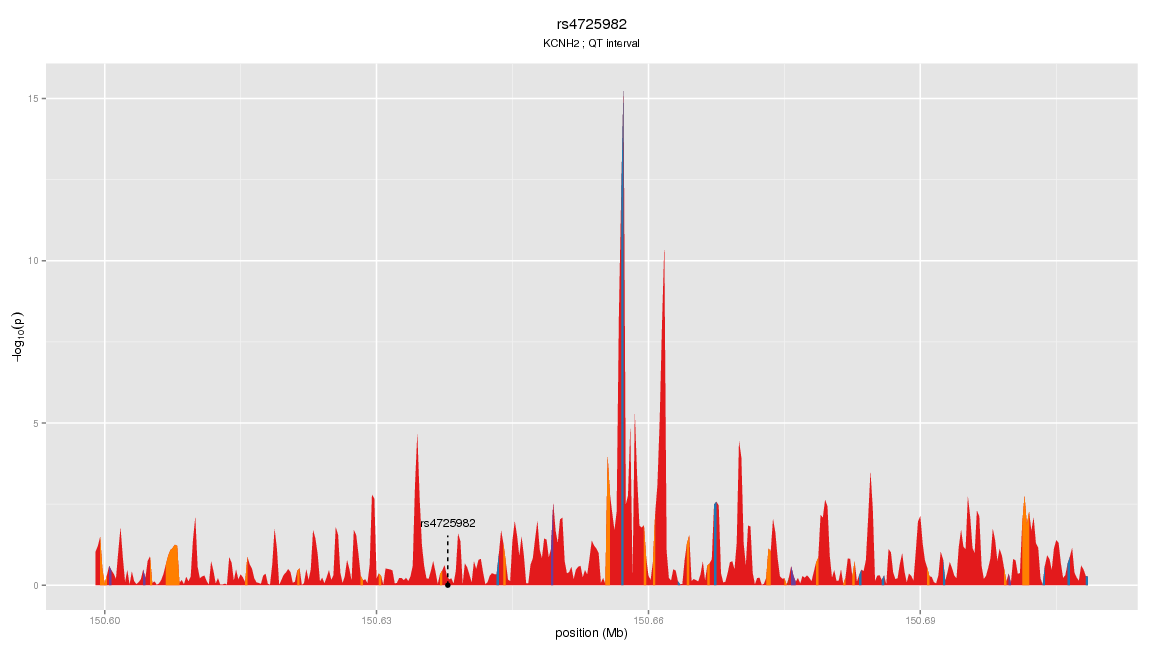 rs4725982
KCNH2 ; QT interval
15
10
5
0
−log10(p)
rs4725982
150.60
150.63
150.66
150.69
position (Mb)